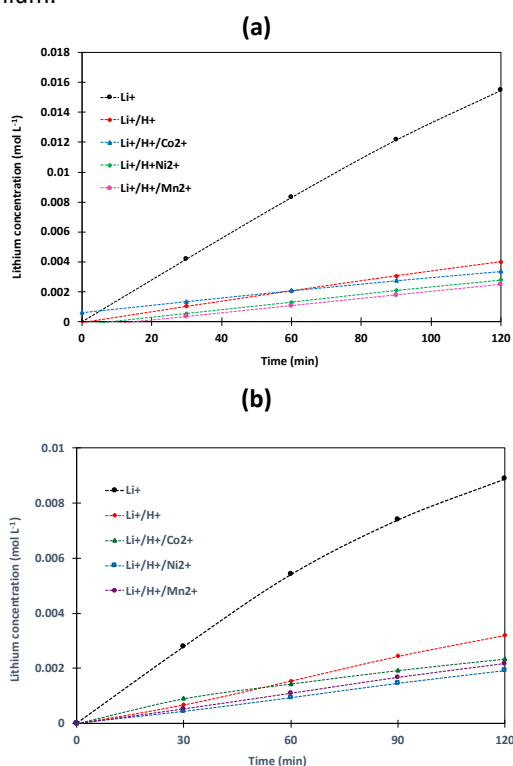 (a)
0.018
0.016
0.014
0.012
0.01
0.008
0.006
0.004
0.002
0
Lithium concentration (mol L-1)
Li+
Li+/H+
Li+/H+/Co2+
Li+/H+Ni2+
Li+/H+/Mn2+
0 20 40 60 80 100 120
Time (min)
(b)
0.01
0.008
0.006
0.004
0.002
0
Lithium concentration (mol L-1)
Li+
Li+/H+
Li+/H+/Co2+
Li+/H+/Ni2+
Li+/H+/Mn2+
0 30 60 90 120
Time (min)